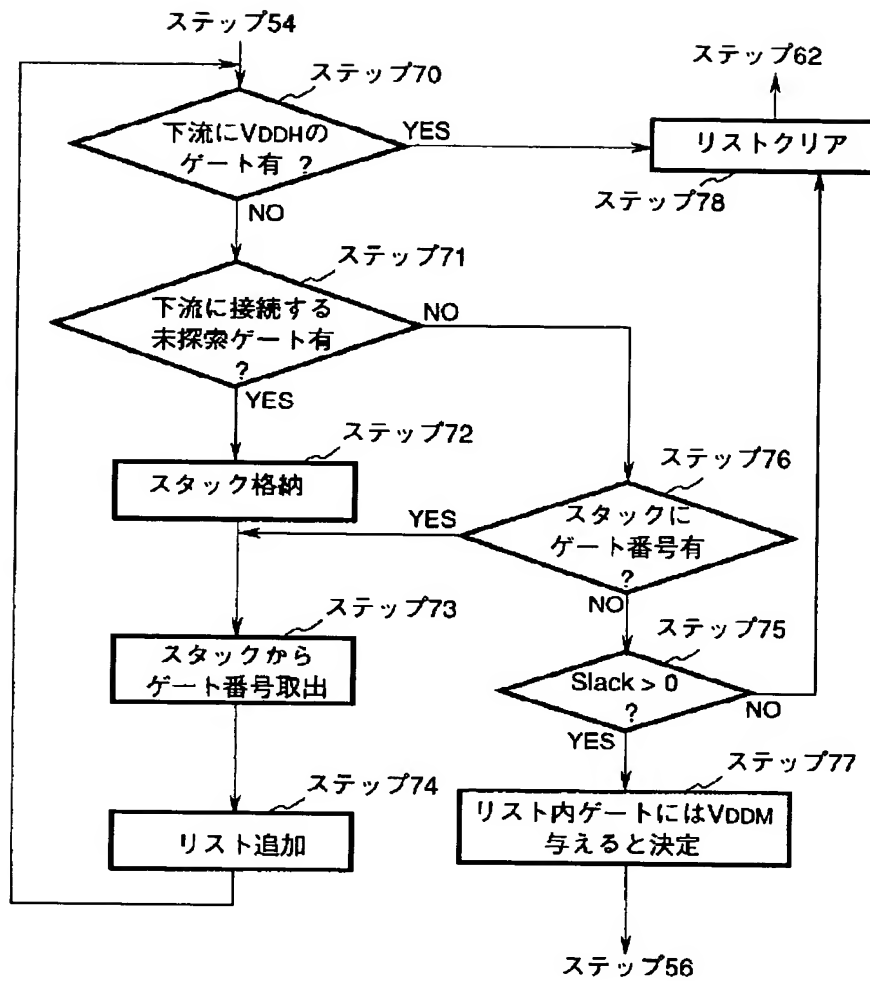 ステップ54
ステップ70
下流にVDDHの
ゲート有 ?
YES
NO
ステップ62
リストクリア
ステップ78
ステップ71
下流に接続する
未探索ゲート有
?
NO
YES
ステップ72
スタック格納
ステップ76
スタックに
ゲート番号有
?
YES
NO
ステップ73
スタックから
ゲート番号取出
ステップ75
Slack > 0
?
NO
YES
ステップ74
リスト追加
ステップ77
リスト内ゲートにはVDDM
与えると決定
ステップ56